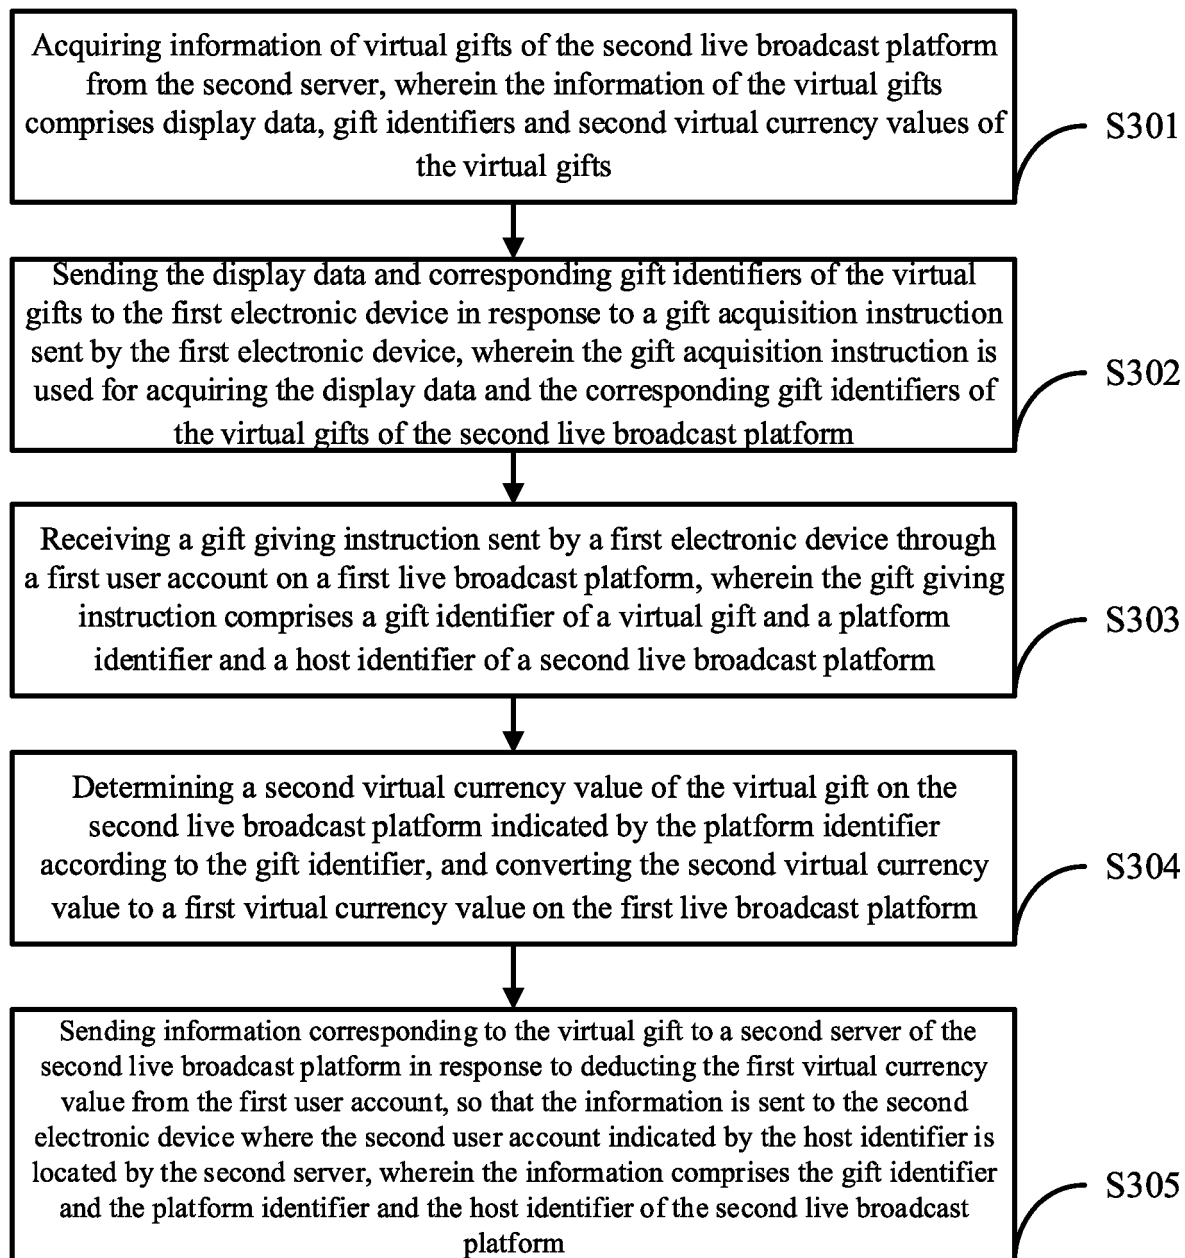 Acquiring information of virtual gifts of the second live broadcast platform
from the second server, wherein the information of the virtual gifts
comprises display data, gift identifiers and second virtual currency values of
the virtual gifts
S301
Sending the display data and corresponding gift identifiers of the virtual
gifts to the first electronic device in response to a gift acquisition instruction
sent by the first electronic device, wherein the gift acquisition instruction is
used for acquiring the display data and the corresponding gift identifiers of
the virtual gifts of the second live broadcast platform
S302
Receiving a gift giving instruction sent by a first electronic device through
a first user account on a first live broadcast platform, wherein the gift giving
instruction comprises a gift identifier of a virtual gift and a platform
identifier and a host identifier of a second live broadcast platform
S303
Determining a second virtual currency value of the virtual gift on the
second live broadcast platform indicated by the platform identifier
according to the gift identifier, and converting the second virtual currency
value to a first virtual currency value on the first live broadcast platform
S304
Sending information corresponding to the virtual gift to a second server of the
second live broadcast platform in response to deducting the first virtual currency
value from the first user account, so that the information is sent to the second
electronic device where the second user account indicated by the host identifier is
located by the second server, wherein the information comprises the gift identifier
and the platform identifier and the host identifier of the second live broadcast
platform
S305